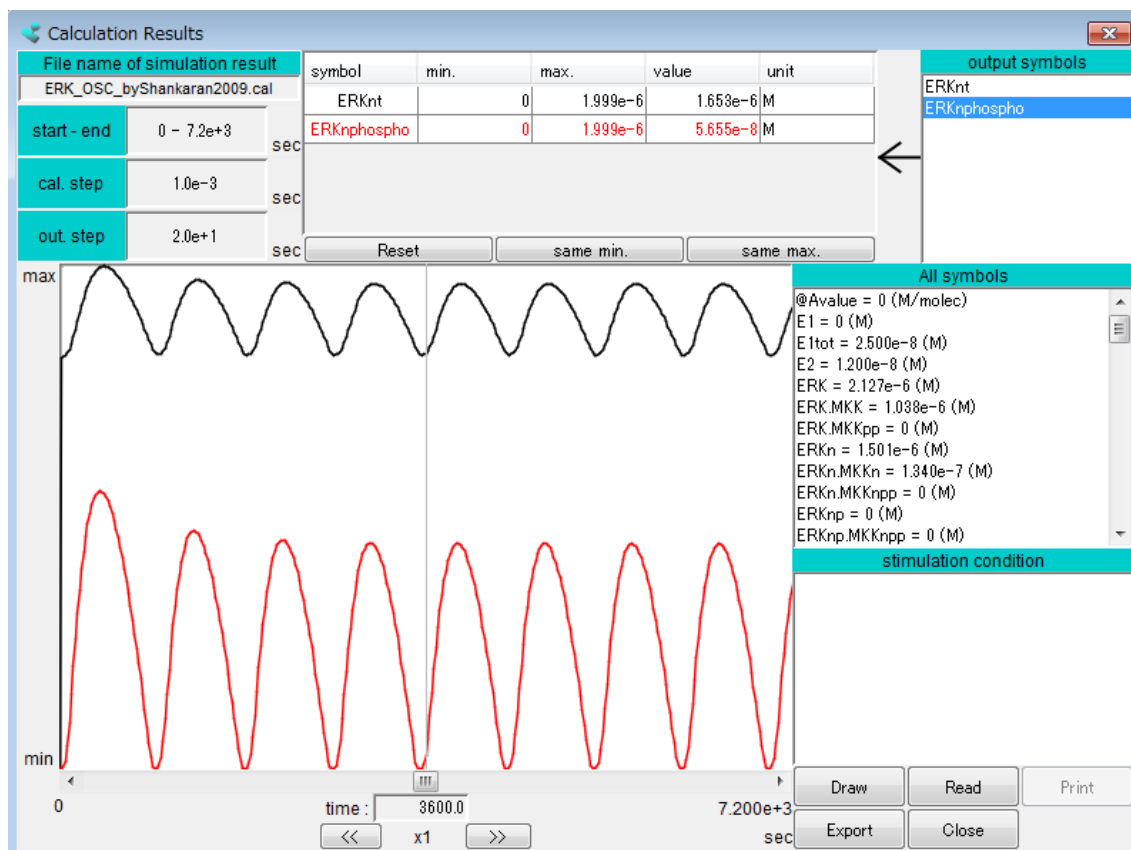 Calculation Results
File name of simulation result
ERK_OSC_byShankaran2009.cal
start - end 0 - 7.2e+3 sec
cal. step 1.0e-3 sec
out. step 2.0e+1 sec
symbol min. max. value unit
ERKnt 0 1.999e-6 1.653e-6 M
ERKnphospho 0 1.999e-6 5.655e-8 M
Reset same min. same max.
output symbols
ERKnt
ERKnphospho
max
min
0 time : 3600.0 7.200e+3
<< x1 >> sec
All symbols
@Avalue = 0 (M/molec)
E1 = 0 (M)
E1tot = 2.500e-8 (M)
E2 = 1.200e-8 (M)
ERK = 2.127e-6 (M)
ERK.MKK = 1.038e-6 (M)
ERK.MKKpp = 0 (M)
ERKn = 1.501e-6 (M)
ERKn.MKKn = 1.340e-7 (M)
ERKn.MKKnpp = 0 (M)
ERKnp = 0 (M)
ERKnp.MKKnpp = 0 (M)
stimulation condition
Draw Read Print
Export Close